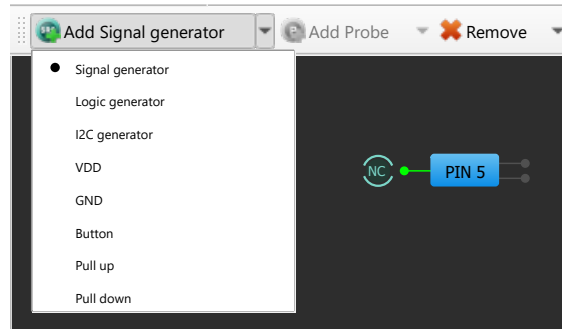 Add Signal generator Add Probe Remove
Signal generator
Logic generator
I2C generator
VDD
GND
Button
Pull up
Pull down
NC PIN 5